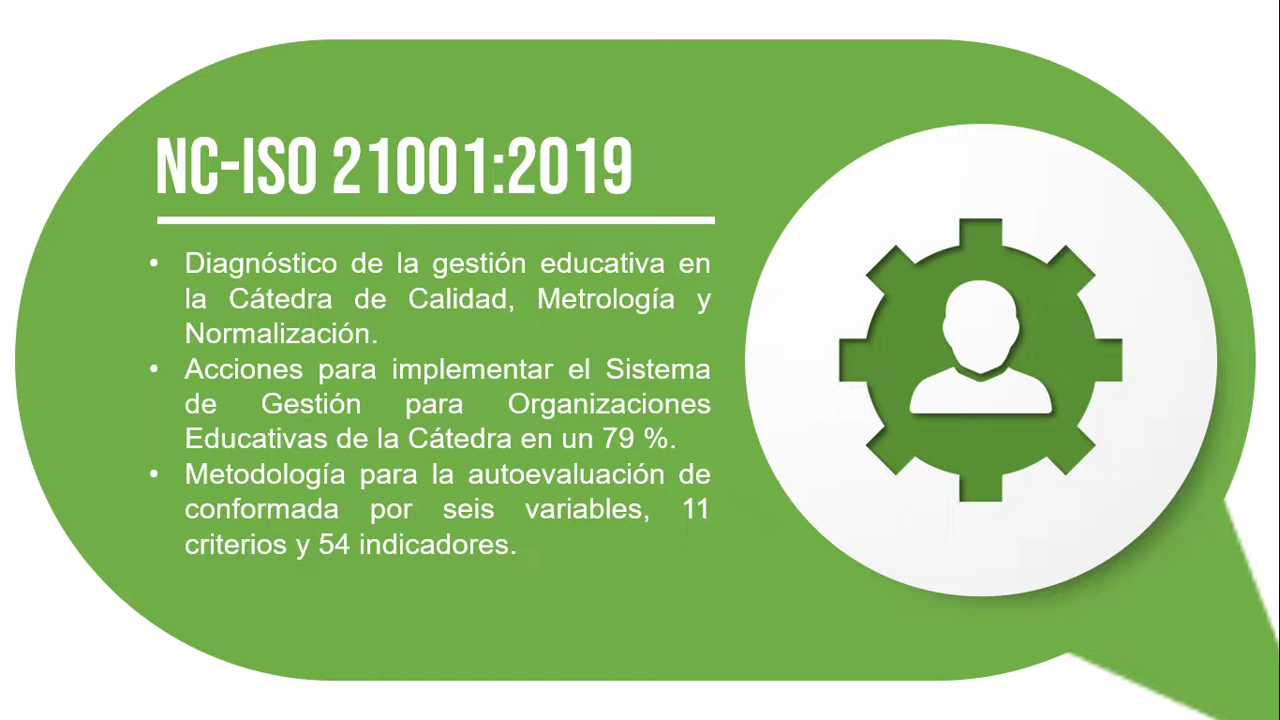 NC-ISO 21001:2019
• Diagnóstico de la gestión educativa en
la Cátedra de Calidad, Metrología y
Normalización.
• Acciones para implementar el Sistema
de Gestión para Organizaciones
Educativas de la Cátedra en un 79 %.
• Metodología para la autoevaluación de
conformada por seis variables, 11
criterios y 54 indicadores.